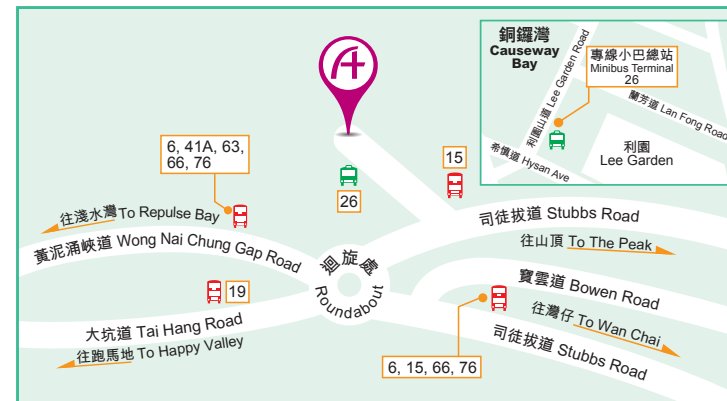 銅鑼灣
Causeway
Bay
利園山道 Lee Garden Road
專線小巴總站
Minibus Terminal
26
蘭芳道 Lan Fong Road
希慎道 Hysan Ave
利園
Lee Garden
6, 41A, 63,
66, 76
15
26
往淺水灣 To Repulse Bay
黃泥涌峽道 Wong Nai Chung Gap Road
司徒拔道 Stubbs Road
往山頂 To The Peak
迴旋處
Roundabout
寶雲道 Bowen Road
19
大坑道 Tai Hang Road
往跑馬地 To Happy Valley
往灣仔 To Wan Chai
司徒拔道 Stubbs Road
6, 15, 66, 76